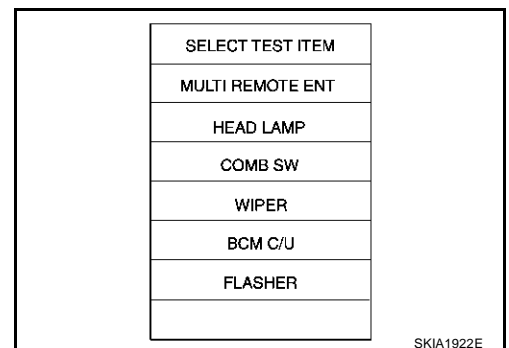 SELECT TEST ITEM
MULTI REMOTE ENT
HEAD LAMP
COMB SW
WIPER
BCM C/U
FLASHER
SKIA1922E